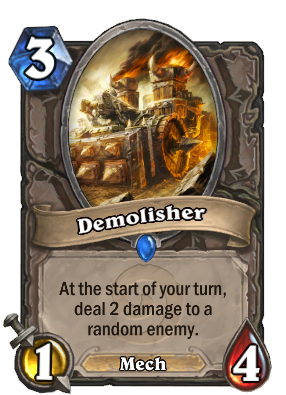 3
Demolisher
At the start of your turn,
deal 2 damage to a
random enemy.
1
Mech
4